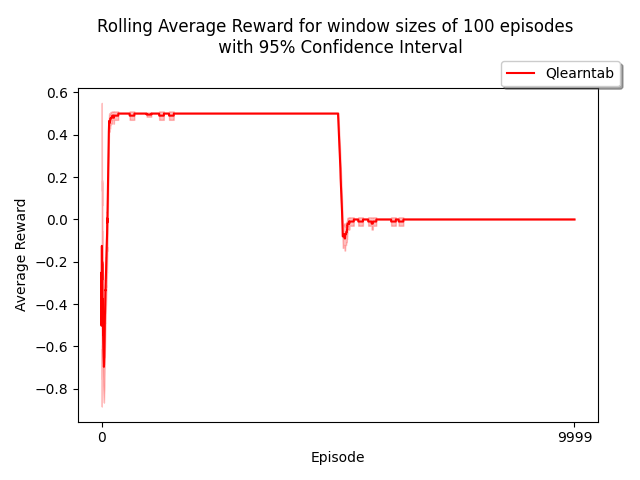 Rolling Average Reward for window sizes of 100 episodes
with 95% Confidence Interval
Qlearntab
0.6
0.4
0.2
0.0
−0.2
−0.4
−0.6
−0.8
Average Reward
0
9999
Episode